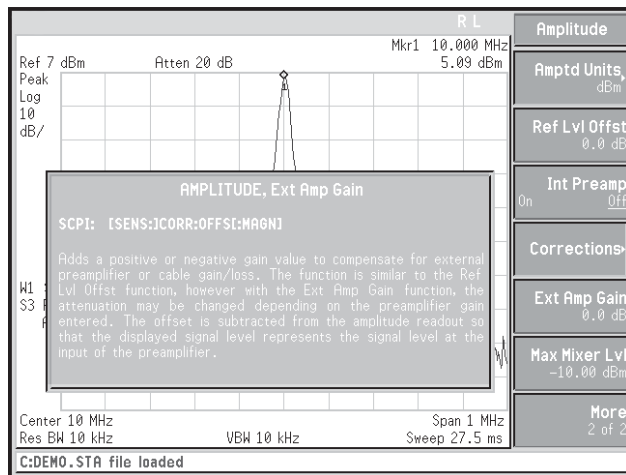 R L
Mkr1 10.000 MHz
Ref 7 dBm Atten 20 dB 5.09 dBm
Peak
Log
10
dB/
1
AMPLITUDE, Ext Amp Gain
SCPI: [SENS:]CORR:OFFS[:MAGN]
Adds a positive or negative gain value to compensate for external
preamplifier or cable gain/loss. The function is similar to the Ref
Lvl Offst function, however with the Ext Amp Gain function, the
attenuation may be changed depending on the preamplifier gain
entered. The offset is subtracted from the amplitude readout so
that the displayed signal level represents the signal level at the
input of the preamplifier.
W1
S3
Center 10 MHz Span 1 MHz
Res BW 10 kHz VBW 10 kHz Sweep 27.5 ms
C:DEMO.STA file loaded
Amplitude
Amptd Units
dBm
Ref Lvl Offst
0.0 dB
Int Preamp
On Off
Corrections
Ext Amp Gain
0.0 dB
Max Mixer Lvl
-10.00 dBm
More
2 of 2